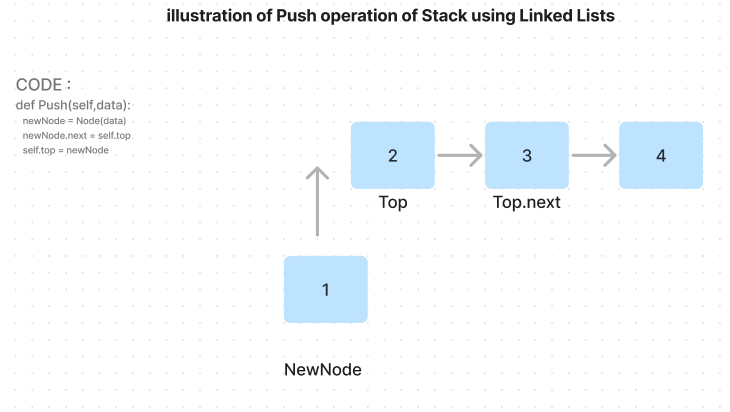 illustration of Push operation of Stack using Linked Lists
CODE :
def Push(self,data):
newNode = Node(data)
newNode.next = self.top
self.top = newNode
2
3
4
Top
Top.next
1
NewNode